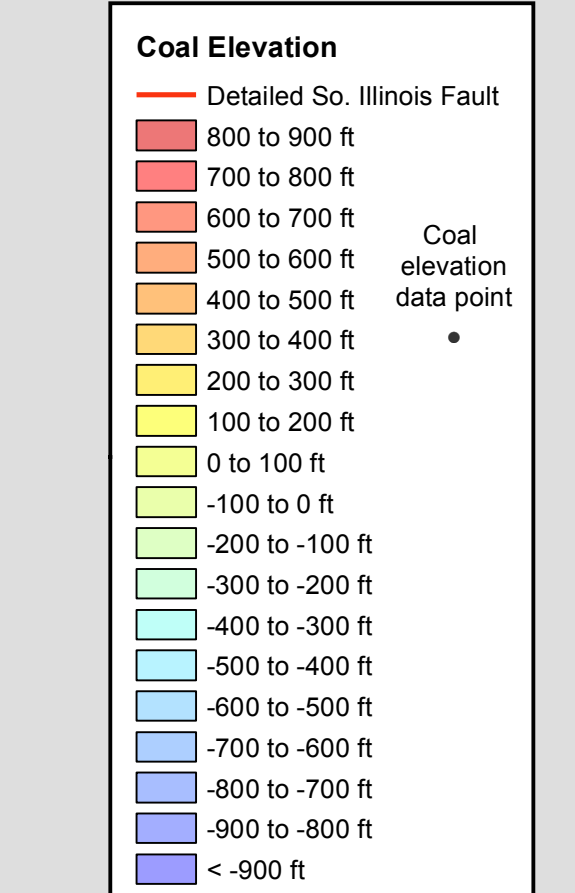 Coal Elevation
Detailed So. Illinois Fault
800 to 900 ft
700 to 800 ft
600 to 700 ft
500 to 600 ft
400 to 500 ft
300 to 400 ft
200 to 300 ft
100 to 200 ft
0 to 100 ft
-100 to 0 ft
-200 to -100 ft
-300 to -200 ft
-400 to -300 ft
-500 to -400 ft
-600 to -500 ft
-700 to -600 ft
-800 to -700 ft
-900 to -800 ft
< -900 ft
Coal
elevation
data point